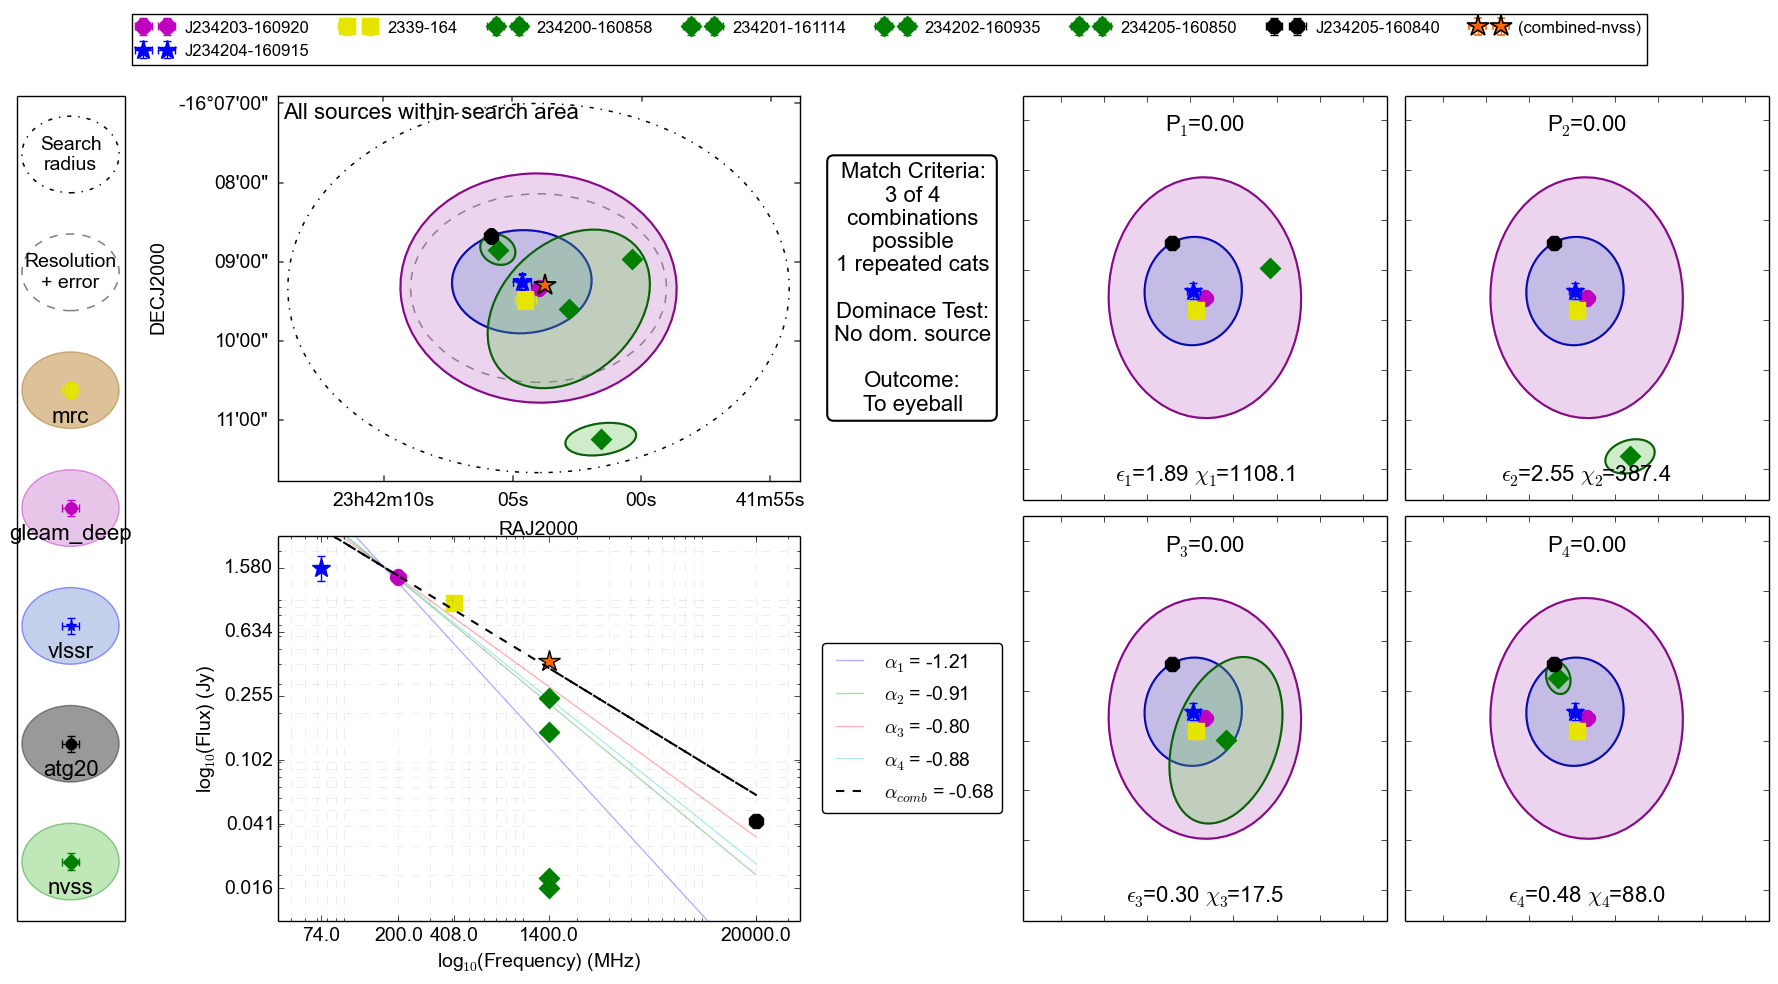 J234203-160920
2339-164
234200-160858
234201-161114
234202-160935
234205-160850
J234205-160840
(combined-nvss)
J234204-160915
Search
radius
Resolution
+ error
mrc
gleam_deep
vlssr
atg20
nvss
All sources within search area
-16°07'00"
08'00"
09'00"
10'00"
11'00"
DECJ2000
23h42m10s
05s
00s
41m55s
RAJ2000
Match Criteria:
3 of 4
combinations
possible
1 repeated cats
Dominace Test:
No dom. source
Outcome:
To eyeball
P1=0.00
ϵ1=1.89 χ1=1108.1
P2=0.00
ϵ2=2.55 χ2=387.4
1.580
0.634
0.255
0.102
0.041
0.016
log10(Flux) (Jy)
74.0
200.0
408.0
1400.0
20000.0
log10(Frequency) (MHz)
α1 = -1.21
α2 = -0.91
α3 = -0.80
α4 = -0.88
αcomb = -0.68
P3=0.00
ϵ3=0.30 χ3=17.5
P4=0.00
ϵ4=0.48 χ4=88.0